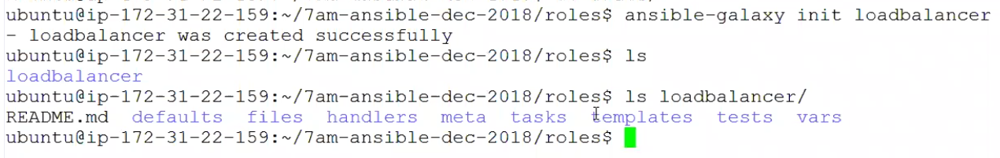 ubuntu@ip-172-31-22-159:~/7am-ansible-dec-2018/roles$ ansible-galaxy init loadbalancer
- loadbalancer was created successfully
ubuntu@ip-172-31-22-159:~/7am-ansible-dec-2018/roles$ ls
loadbalancer
ubuntu@ip-172-31-22-159:~/7am-ansible-dec-2018/roles$ ls loadbalancer/
README.md  defaults  files  handlers  meta  tasks  templates  tests  vars
ubuntu@ip-172-31-22-159:~/7am-ansible-dec-2018/roles$